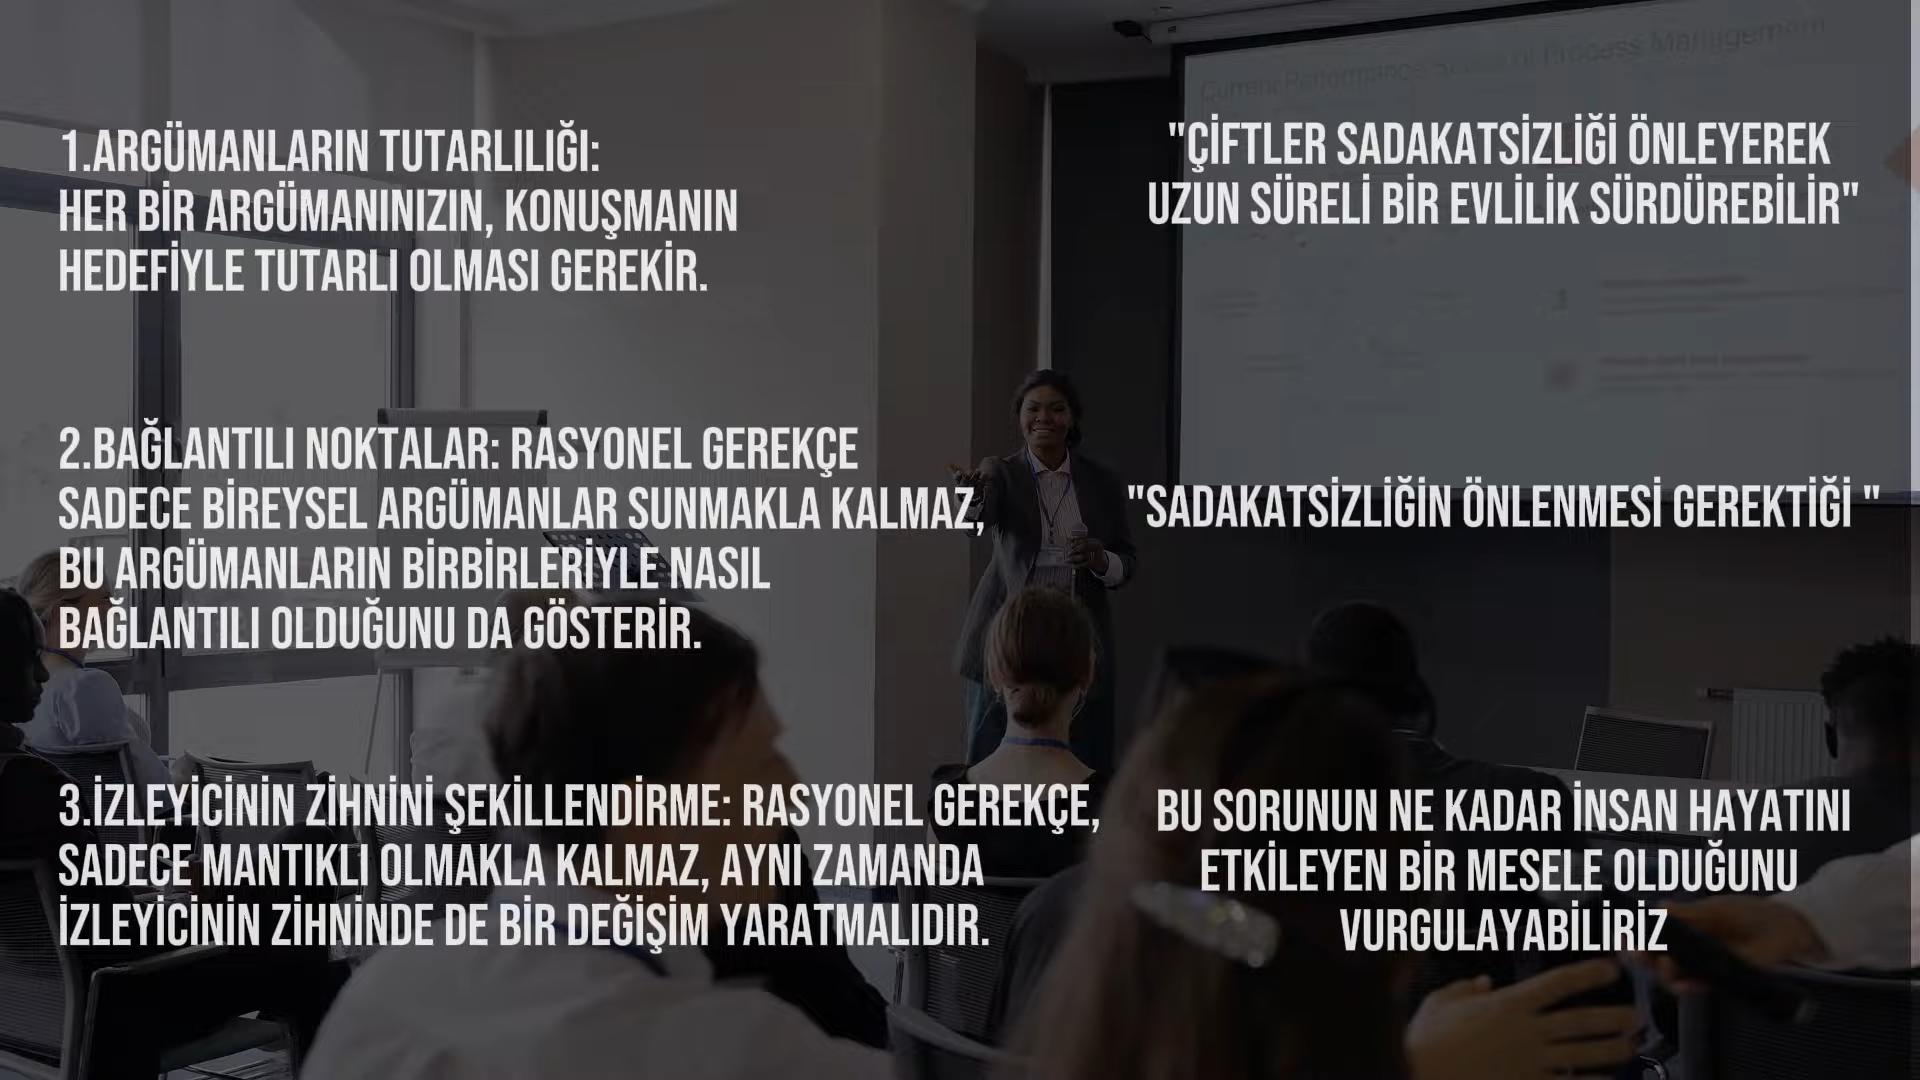 1.ARGÜMANLARIN TUTARLILIĞI:
HER BİR ARGÜMANINIZIN, KONUŞMANIN
HEDEFİYLE TUTARLI OLMASI GEREKİR.
"ÇİFTLER SADAKATSİZLİĞİ ÖNLEYEREK
UZUN SÜRELİ BİR EVLİLİK SÜRDÜREBİLİR"
2.BAĞLANTILI NOKTALAR: RASYONEL GEREKÇE
SADECE BİREYSEL ARGÜMANLAR SUNMAKLA KALMAZ,
BU ARGÜMANLARIN BİRBİRLERİYLE NASIL
BAĞLANTILI OLDUĞUNU DA GÖSTERİR.
"SADAKATSİZLİĞİN ÖNLENMESİ GEREKTİĞİ "
3.İZLEYİCİNİN ZİHNİNİ ŞEKİLLENDİRME: RASYONEL GEREKÇE,
SADECE MANTIKLI OLMAKLA KALMAZ, AYNI ZAMANDA
İZLEYİCİNİN ZİHNİNDE DE BİR DEĞİŞİM YARATMALIDIR.
BU SORUNUN NE KADAR İNSAN HAYATINI
ETKİLEYEN BİR MESELE OLDUĞUNU
VURGULAYABİLİRİZ
Current Performance of Process Management